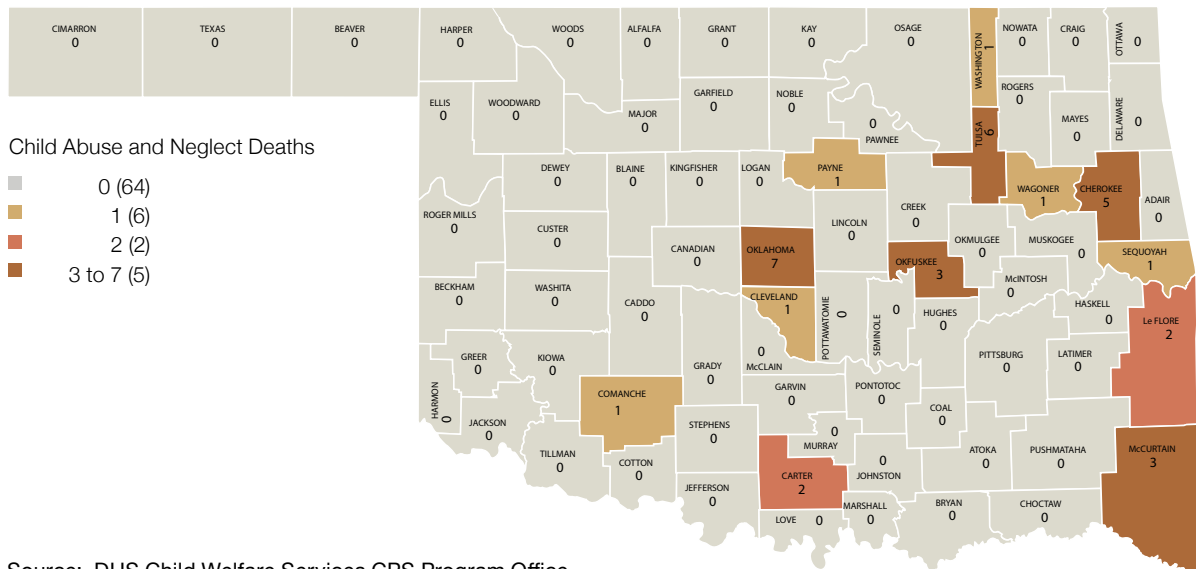 CIMARRON
0
TEXAS
0
BEAVER
0
HARPER
0
WOODS
0
ALFALFA
0
GRANT
0
KAY
0
OSAGE
0
WASHINGTON
1
NOWATA
0
CRAIG
0
OTTAWA
0
ELLIS
0
WOODWARD
0
MAJOR
0
GARFIELD
0
NOBLE
0
0
PAWNEE
TULSA
6
ROGERS
0
MAYES
0
DELAWARE
0
Child Abuse and Neglect Deaths
0 (64)
1 (6)
2 (2)
3 to 7 (5)
DEWEY
0
BLAINE
0
KINGFISHER
0
LOGAN
0
PAYNE
1
WAGONER
1
CHEROKEE
5
ADAIR
0
ROGER MILLS
0
CUSTER
0
LINCOLN
0
CREEK
0
OKMULGEE
0
MUSKOGEE
0
CANADIAN
0
OKLAHOMA
7
OKFUSKEE
3
SEQUOYAH
1
McINTOSH
0
BECKHAM
0
WASHITA
0
CADDO
0
CLEVELAND
1
POTTAWATOMIE
0
SEMINOLE
0
HUGHES
0
HASKELL
0
Le FLORE
2
GREER
0
KIOWA
0
GRADY
0
0
McCLAIN
PITTSBURG
0
LATIMER
0
HARMON
0
JACKSON
0
COMANCHE
1
GARVIN
0
PONTOTOC
0
COAL
0
TILLMAN
0
COTTON
0
STEPHENS
0
0
MURRAY
0
JOHNSTON
ATOKA
0
PUSHMATAHA
0
McCURTAIN
3
JEFFERSON
0
CARTER
2
LOVE 0
MARSHALL
0
BRYAN
0
CHOCTAW
0
Source: DHS Child Welfare Services CPS Program Office